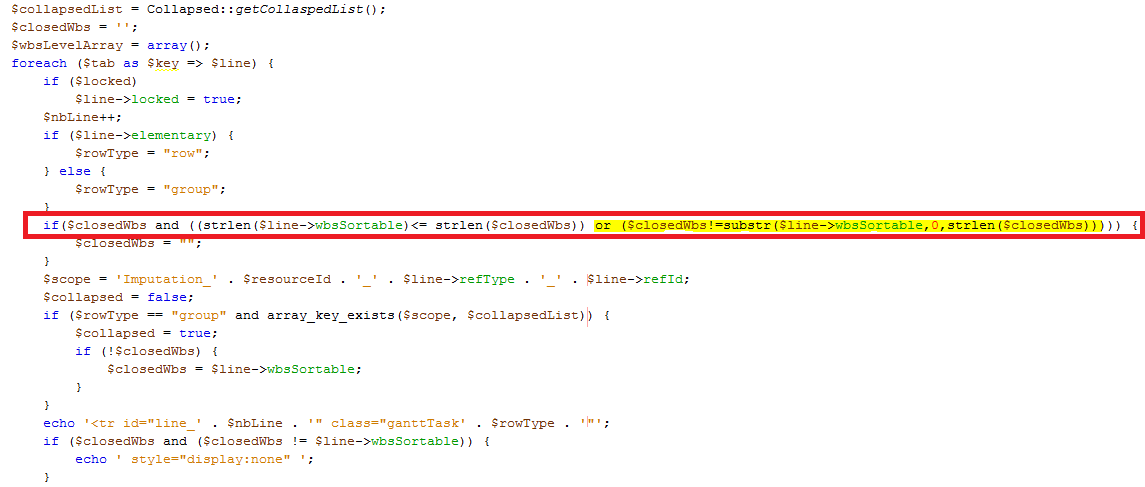 $collapsedList = Collapsed::getCollaspedList();
$closedWbs = '';
$wbsLevelArray = array();
foreach ($tab as $key => $line) {
    if ($locked)
        $line->locked = true;
    $nbLine++;
    if ($line->elementary) {
        $rowType = "row";
    } else {
        $rowType = "group";
    }
    if($closedWbs and ((strlen($line->wbsSortable)<= strlen($closedWbs)) or ($closedWbs!=substr($line->wbsSortable,0,strlen($closedWbs))))) {
        $closedWbs = "";
    }
    $scope = 'Imputation_' . $resourceId . '_' . $line->refType . '_' . $line->refId;
    $collapsed = false;
    if ($rowType == "group" and array_key_exists($scope, $collapsedList)) {
        $collapsed = true;
        if (!$closedWbs) {
            $closedWbs = $line->wbsSortable;
        }
    }
    echo '<tr id="line_' . $nbLine . '" class="ganttTask' . $rowType . '"';
    if ($closedWbs and ($closedWbs != $line->wbsSortable)) {
        echo ' style="display:none" ';
    }